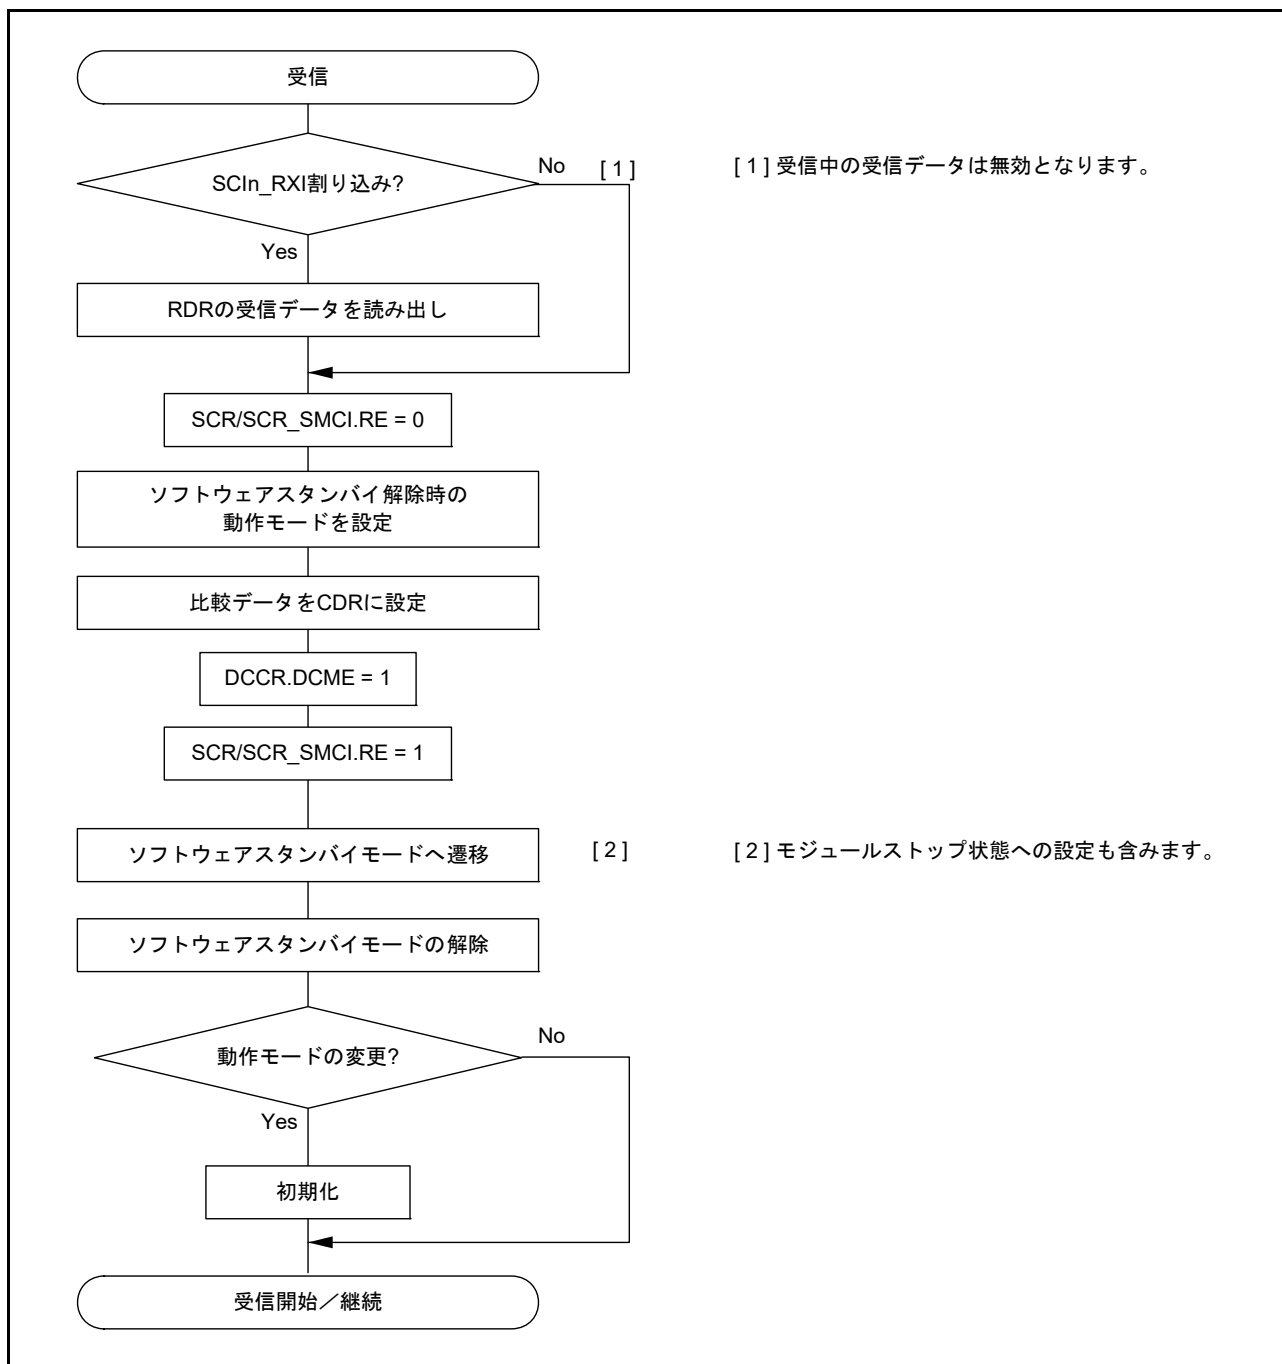 受信
SCIn_RXI割り込み?
No
[ 1 ]
[ 1 ] 受信中の受信データは無効となります。
Yes
RDRの受信データを読み出し
SCR/SCR_SMCI.RE = 0
ソフトウェアスタンバイ解除時の
動作モードを設定
比較データをCDRに設定
DCCR.DCME = 1
SCR/SCR_SMCI.RE = 1
ソフトウェアスタンバイモードへ遷移
[ 2 ]
[ 2 ] モジュールストップ状態への設定も含みます。
ソフトウェアスタンバイモードの解除
動作モードの変更?
No
Yes
初期化
受信開始/継続